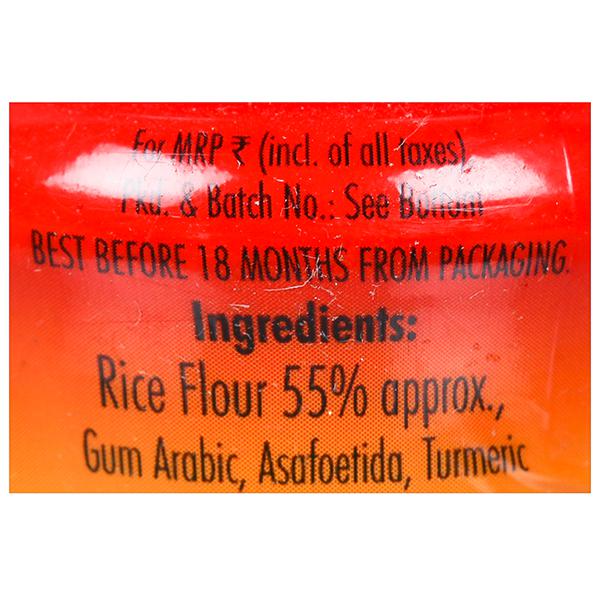 For MRP ₹ (incl. of all taxes)
Pkd. & Batch No.: See Bottom
BEST BEFORE 18 MONTHS FROM PACKAGING.
Ingredients:
Rice Flour 55% approx.,
Gum Arabic, Asafoetida, Turmeric